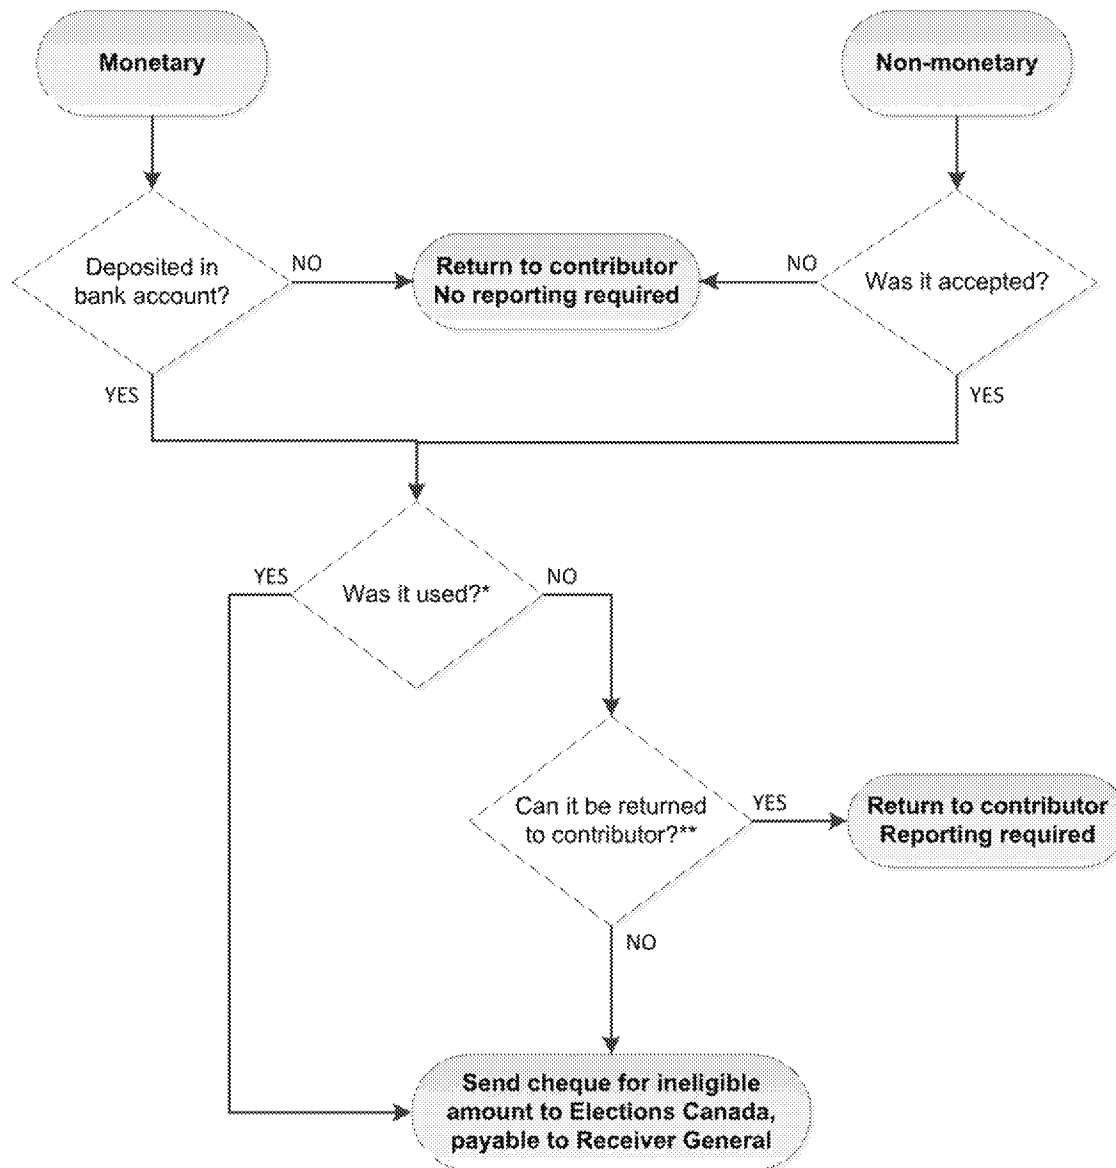 Monetary
Non-monetary
Deposited in
bank account?
NO
Return to contributor
No reporting required
NO
Was it accepted?
YES
YES
YES
Was it used?*
NO
Can it be returned
to contributor?**
YES
Return to contributor
Reporting required
NO
Send cheque for ineligible
amount to Elections Canada,
payable to Receiver General